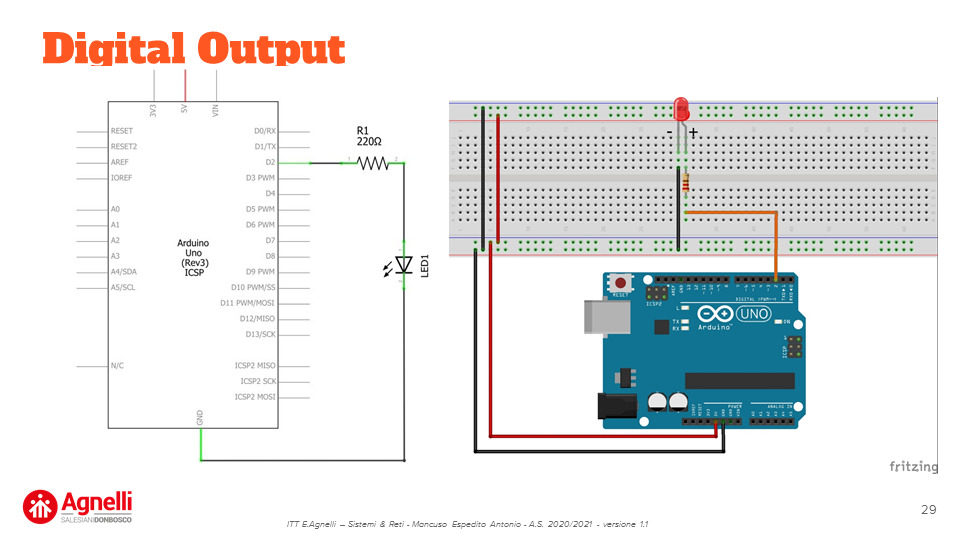 Digital Output
3V3
5V
VIN
RESET
RESET2
AREF
IOREF
A0
A1
A2
A3
A4/SDA
A5/SCL
N/C
Arduino
Uno
(Rev3)
ICSP
D0/RX
D1/TX
D2
D3 PWM
D4
D5 PWM
D6 PWM
D7
D8
D9 PWM
D10 PWM/SS
D11 PWM/MOSI
D12/MISO
D13/SCK
ICSP2 MISO
ICSP2 SCK
ICSP2 MOSI
GND
R1
220Ω
LED1
- +
RESET
ICSP2
DIGITAL (PWM~)
L
TX
RX
UNO
Arduino
ON
ICSP
POWER
ANALOG IN
fritzing
Agnelli
SALESIANI DONBOSCO
29
ITT E.Agnelli – Sistemi & Reti - Mancuso Espedito Antonio - A.S. 2020/2021 - versione 1.1